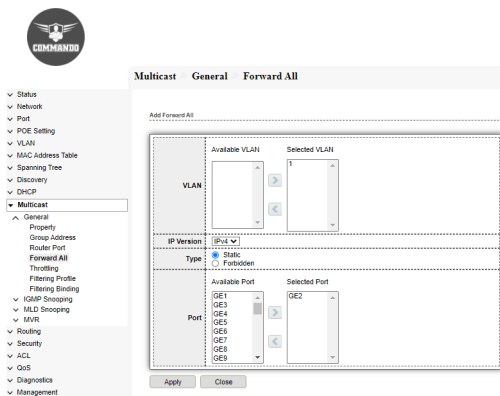 COMMANDO
Multicast General Forward All
Status
Network
Port
POE Setting
VLAN
MAC Address Table
Spanning Tree
Discovery
DHCP
Multicast
General
Property
Group Address
Router Port
Forward All
Throttling
Filtering Profile
Filtering Binding
IGMP Snooping
MLD Snooping
MVR
Routing
Security
ACL
QoS
Diagnostics
Management
Add Forward All
Available VLAN Selected VLAN
VLAN
1
IP Version IPv4
Type Static
Forbidden
Available Port Selected Port
Port
GE1 GE2
GE3
GE4
GE5
GE6
GE7
GE8
GE9
Apply Close